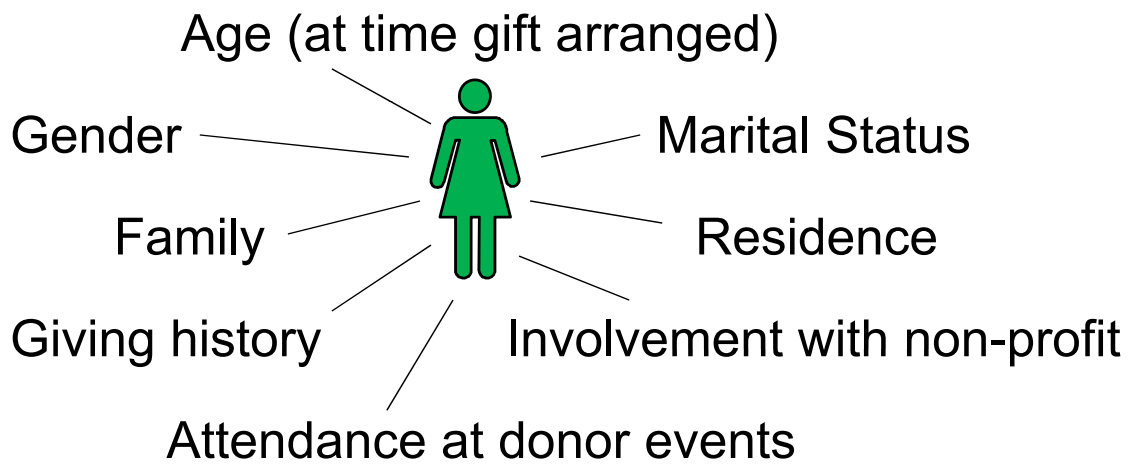 Age (at time gift arranged)
Gender
Marital Status
Family
Residence
Giving history
Involvement with non-profit
Attendance at donor events